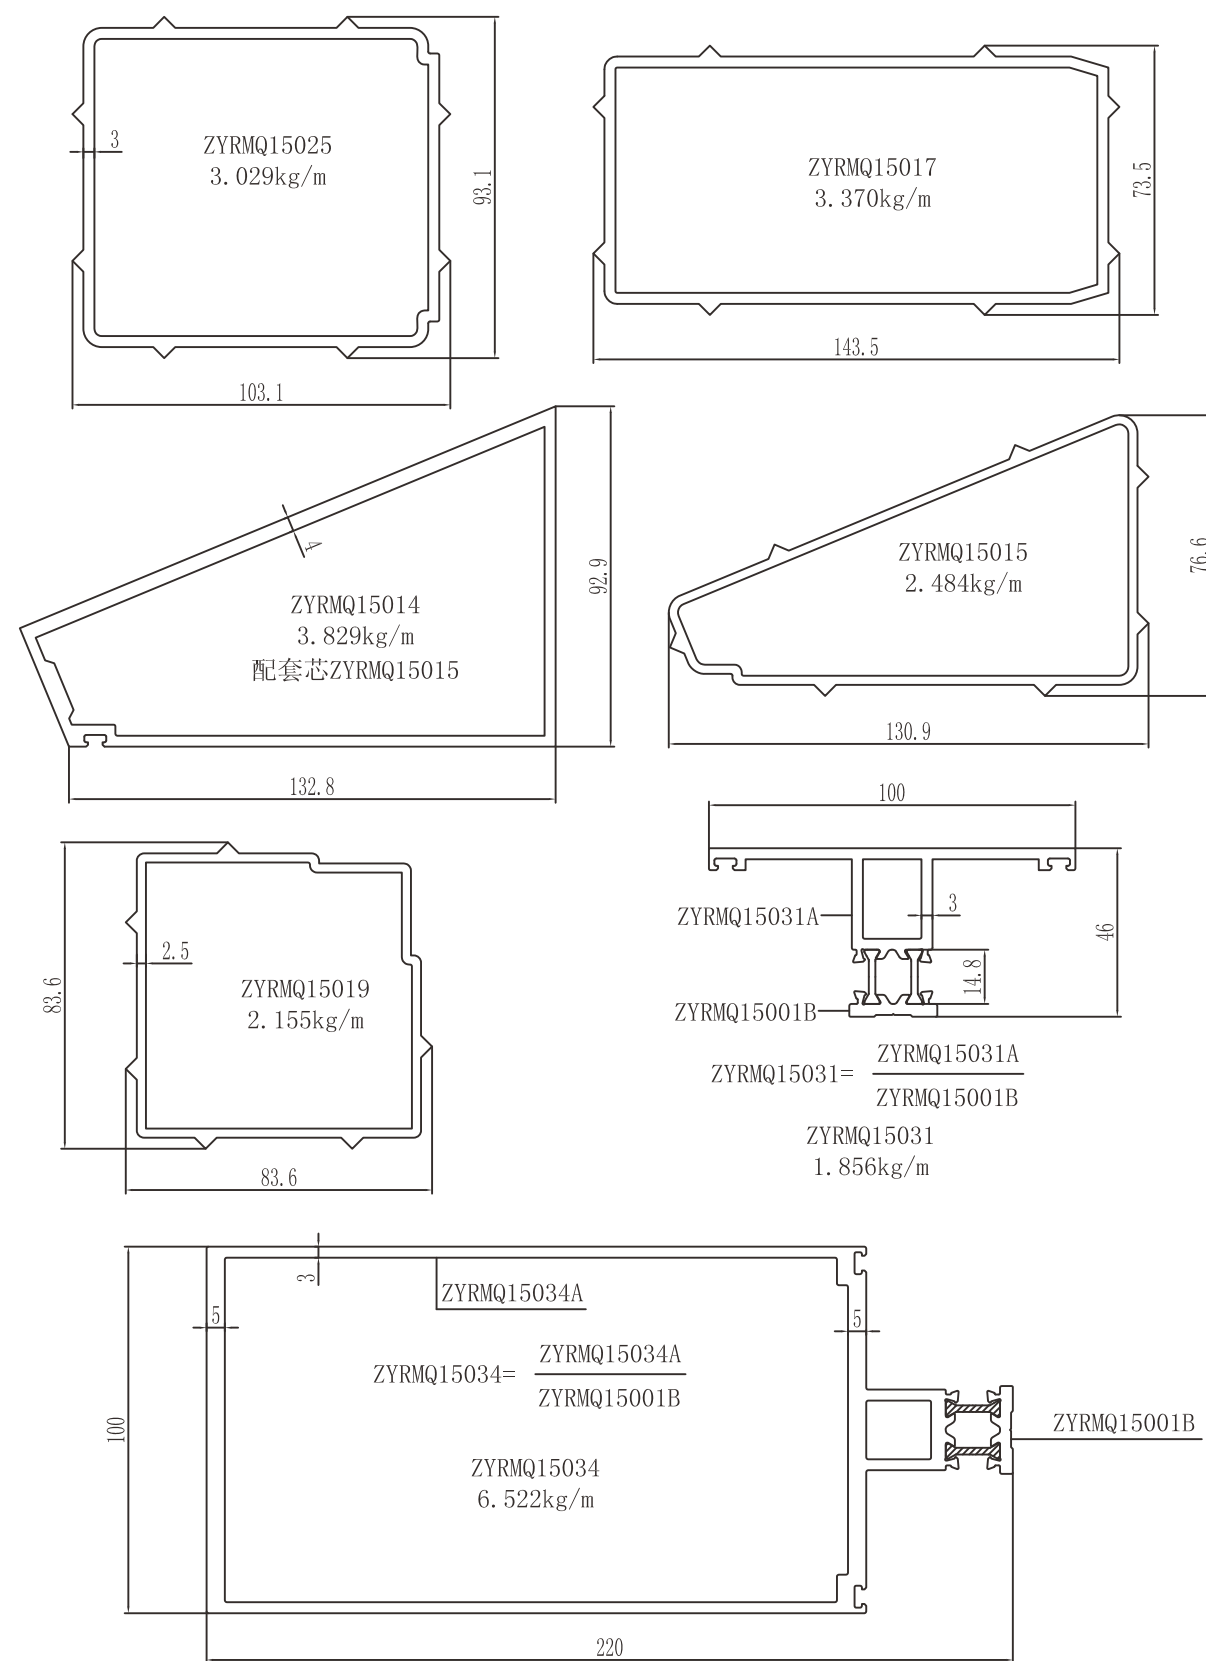 3
ZYRMQ15025
3.029kg/m
93.1
103.1
ZYRMQ15017
3.370kg/m
73.5
143.5
4
ZYRMQ15014
3.829kg/m
配套芯ZYRMQ15015
92.9
132.8
ZYRMQ15015
2.484kg/m
76.6
130.9
2.5
ZYRMQ15019
2.155kg/m
83.6
83.6
100
ZYRMQ15031A
3
46
14.8
ZYRMQ15001B
ZYRMQ15031=
ZYRMQ15031A
ZYRMQ15001B
ZYRMQ15031
1.856kg/m
3
ZYRMQ15034A
5
5
ZYRMQ15034=
ZYRMQ15034A
ZYRMQ15001B
100
ZYRMQ15001B
ZYRMQ15034
6.522kg/m
220